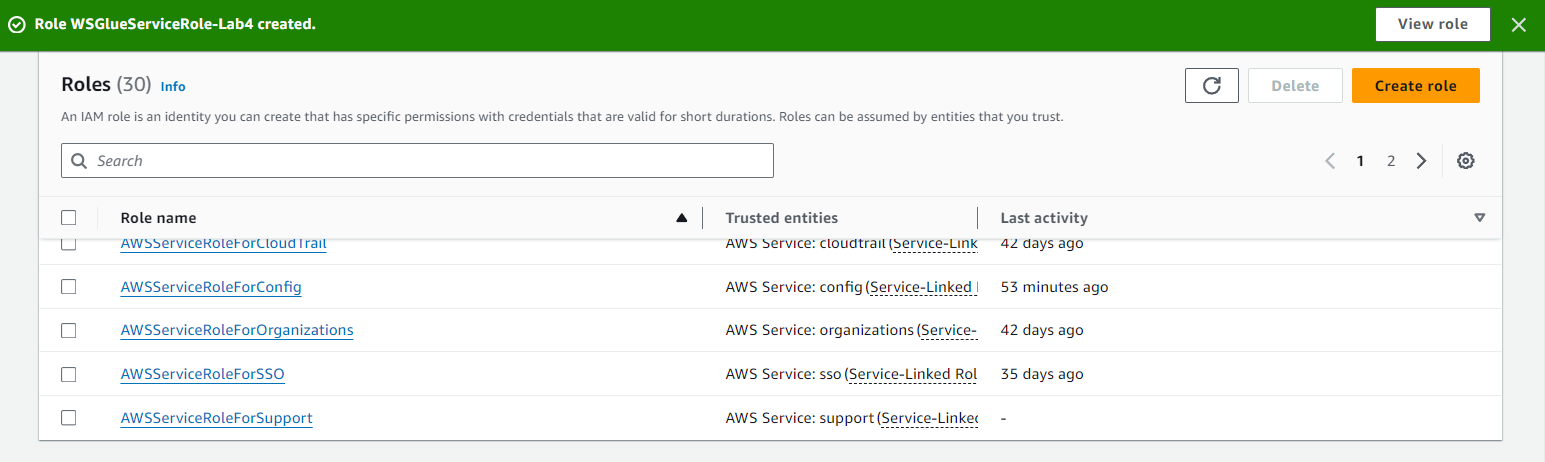 Role WSGlueServiceRole-Lab4 created.
View role
Roles (30) Info
Delete
Create role
An IAM role is an identity you can create that has specific permissions with credentials that are valid for short durations. Roles can be assumed by entities that you trust.
Search
1 2
Role name Trusted entities Last activity
AWSServiceRoleForCloudTrail AWS Service: cloudtrail (Service-Link 42 days ago
AWSServiceRoleForConfig AWS Service: config (Service-Linked 53 minutes ago
AWSServiceRoleForOrganizations AWS Service: organizations (Service- 42 days ago
AWSServiceRoleForSSO AWS Service: sso (Service-Linked Rol 35 days ago
AWSServiceRoleForSupport AWS Service: support (Service-Linked -